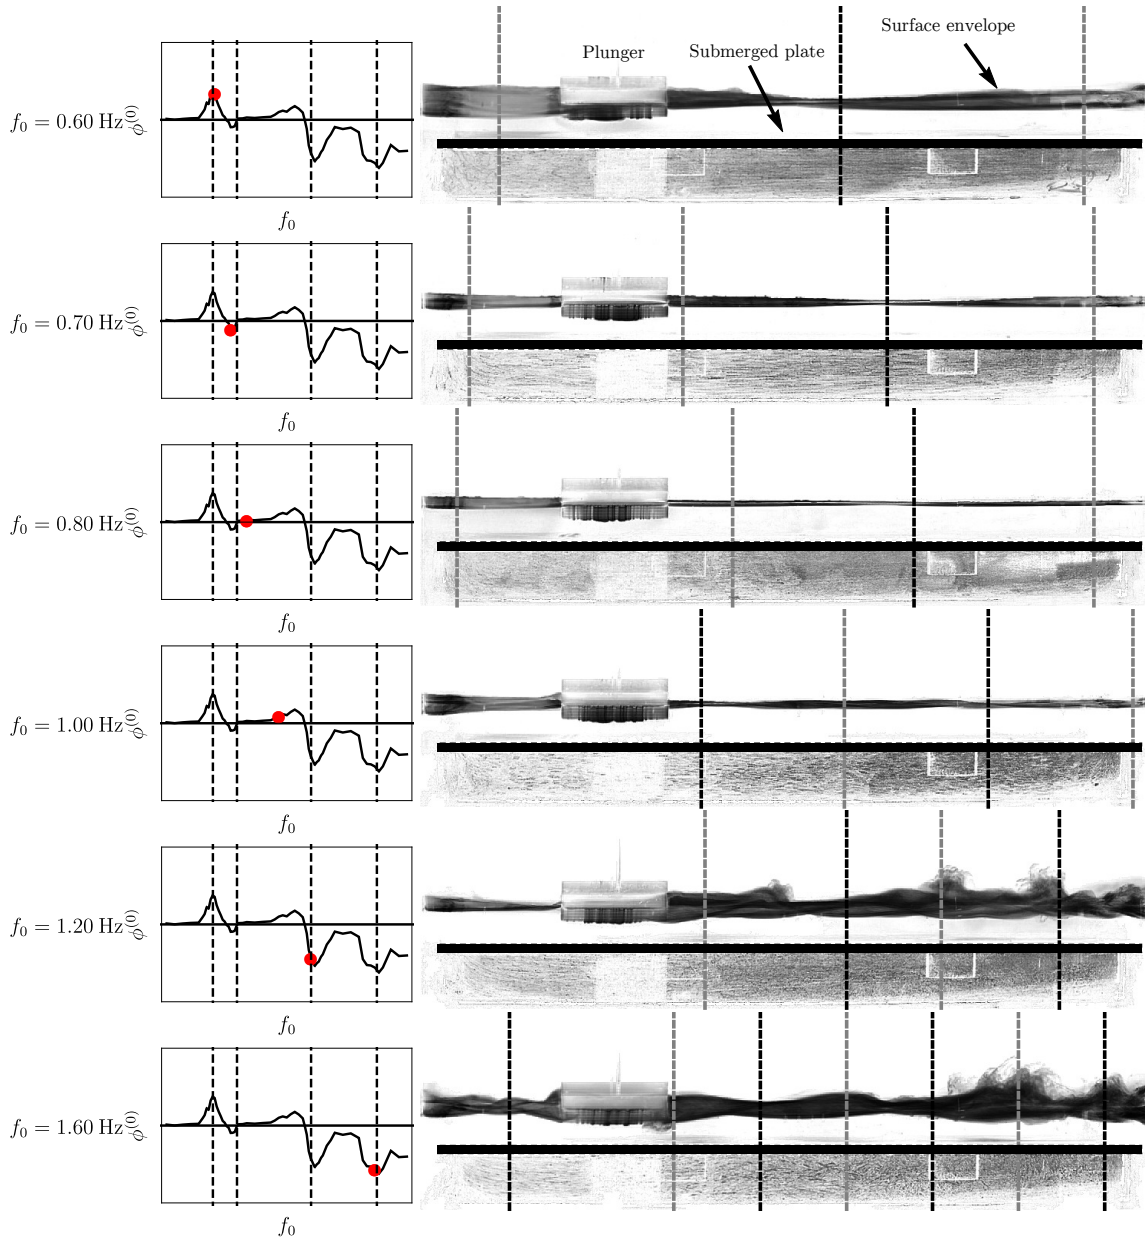 Surface envelope
Plunger
Submerged plate
f₀ = 0.60 Hz
ϕ⁽⁰⁾
f₀
f₀ = 0.70 Hz
ϕ⁽⁰⁾
f₀
f₀ = 0.80 Hz
ϕ⁽⁰⁾
f₀
f₀ = 1.00 Hz
ϕ⁽⁰⁾
f₀
f₀ = 1.20 Hz
ϕ⁽⁰⁾
f₀
f₀ = 1.60 Hz
ϕ⁽⁰⁾
f₀